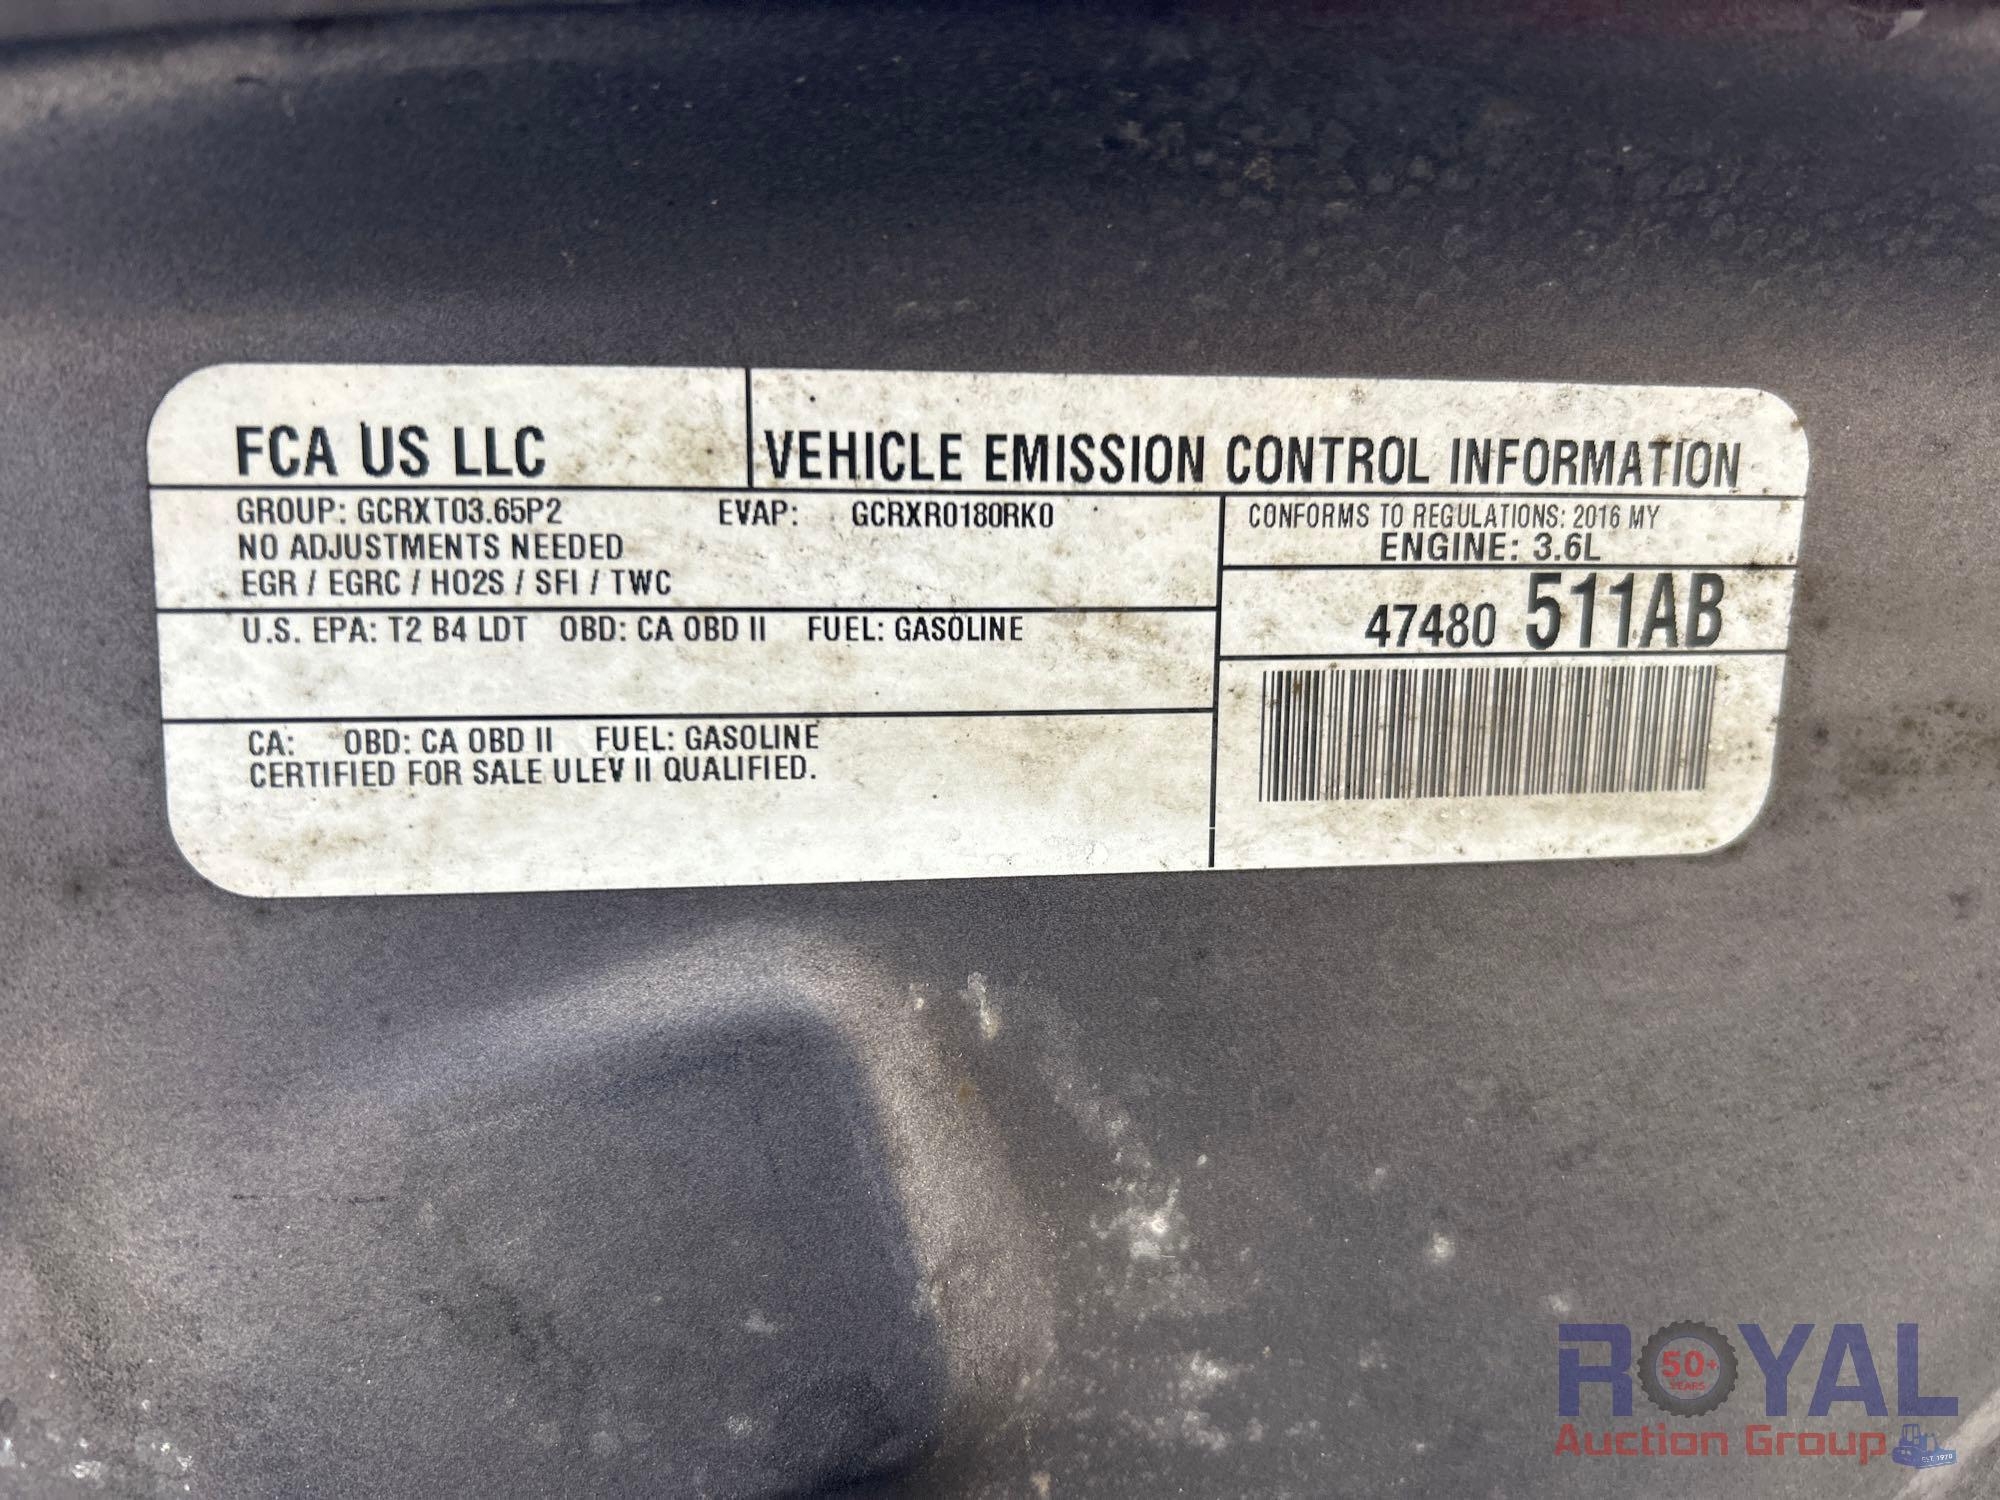 FCA US LLC
VEHICLE EMISSION CONTROL INFORMATION
GROUP: GCRXT03.65P2 EVAP: GCRXR0180RK0
NO ADJUSTMENTS NEEDED
EGR / EGRC / HO2S / SFI / TWC
CONFORMS TO REGULATIONS: 2016 MY
ENGINE: 3.6L
47480 511AB
U.S. EPA: T2 B4 LDT OBD: CA OBD II FUEL: GASOLINE
CA: OBD: CA OBD II FUEL: GASOLINE
CERTIFIED FOR SALE ULEV II QUALIFIED.
ROYAL
50+
YEARS
Auction Group
EST. 1970